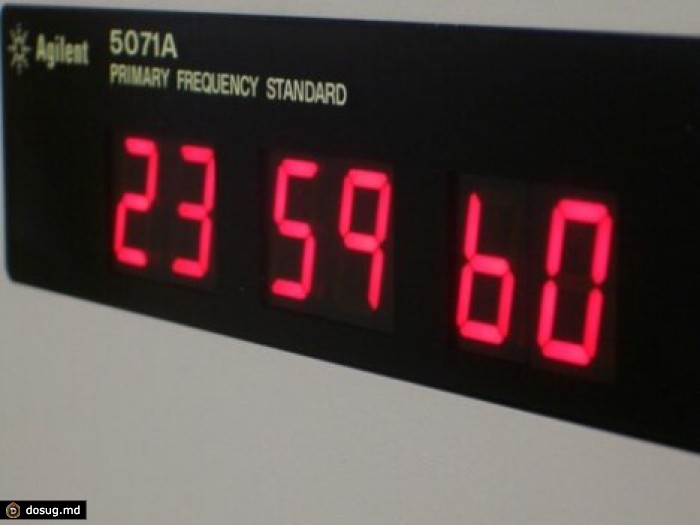 Agilent 5071A
PRIMARY FREQUENCY STANDARD
23 59 60
dosug.md